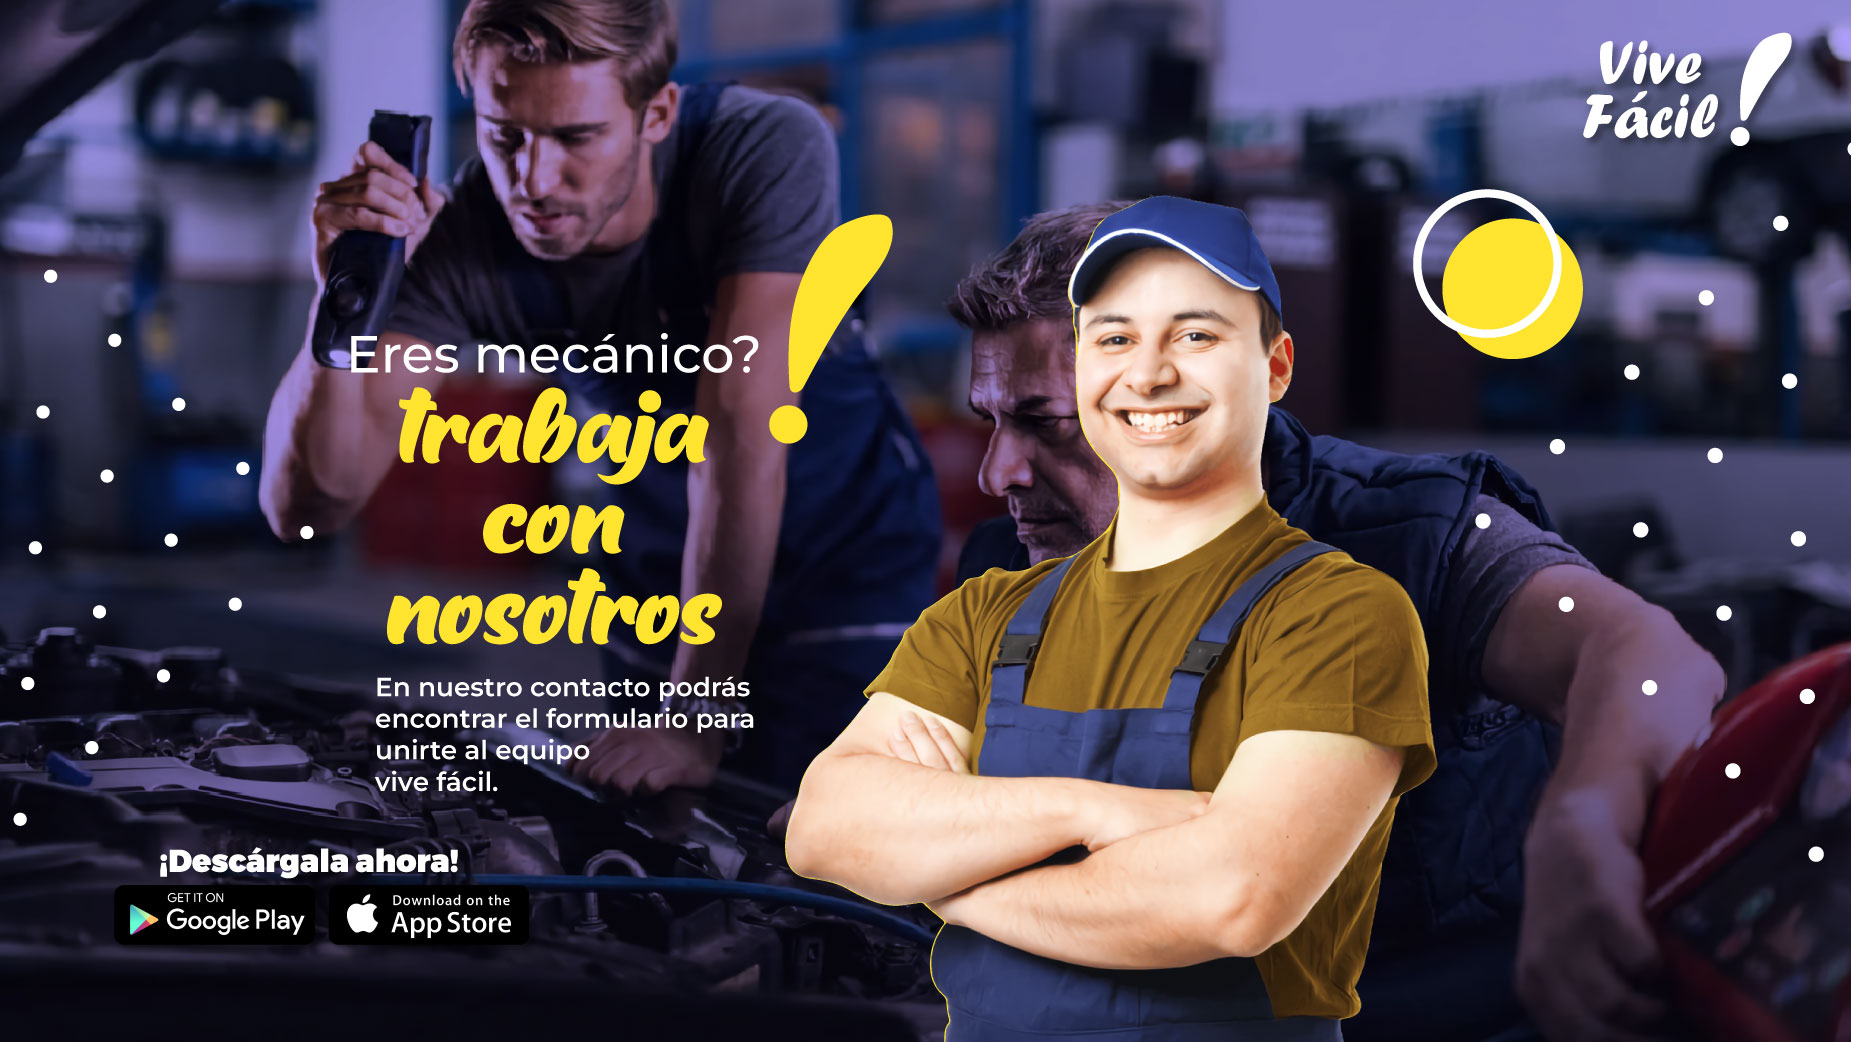 Vive
Fácil!
Eres mecánico?
trabaja
con
nosotros!
En nuestro contacto podrás
encontrar el formulario para
unirte al equipo
vive fácil.
¡Descárgala ahora!
GET IT ON
Google Play
Download on the
App Store